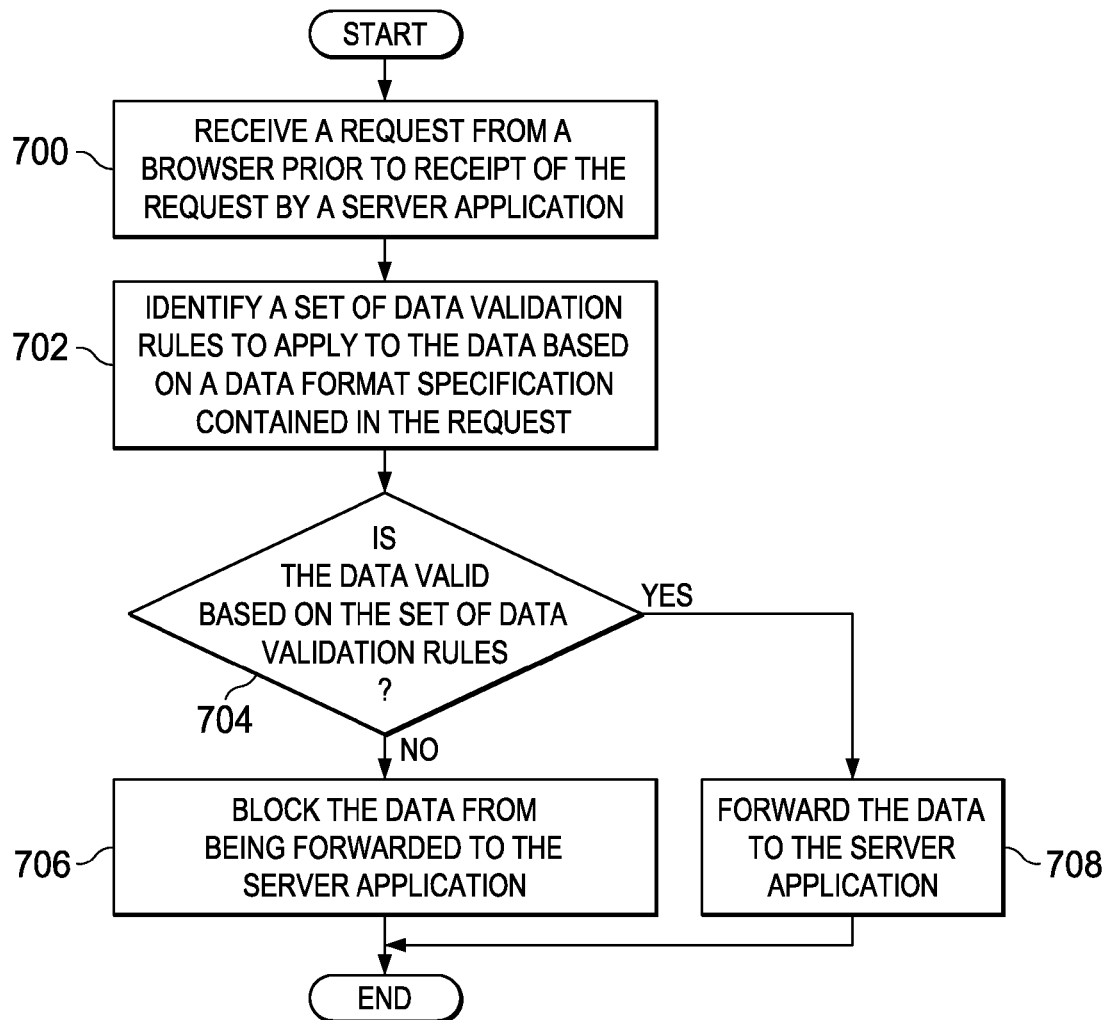 START
700
RECEIVE A REQUEST FROM A
BROWSER PRIOR TO RECEIPT OF THE
REQUEST BY A SERVER APPLICATION
702
IDENTIFY A SET OF DATA VALIDATION
RULES TO APPLY TO THE DATA BASED
ON A DATA FORMAT SPECIFICATION
CONTAINED IN THE REQUEST
IS
THE DATA VALID
BASED ON THE SET OF DATA
VALIDATION RULES
?
704
YES
NO
706
BLOCK THE DATA FROM
BEING FORWARDED TO THE
SERVER APPLICATION
FORWARD THE DATA
TO THE SERVER
APPLICATION
708
END